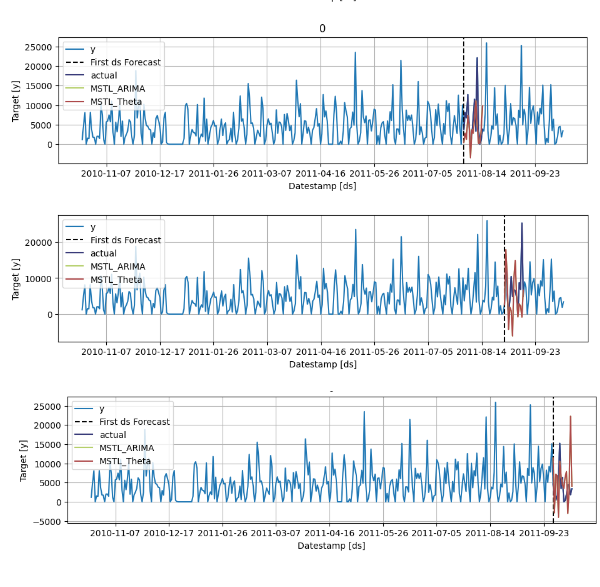 0
25000
20000
15000
10000
5000
0
Target [y]
y
First ds Forecast
actual
MSTL_ARIMA
MSTL_Theta
2010-11-07 2010-12-17 2011-01-26 2011-03-07 2011-04-16 2011-05-26 2011-07-05 2011-08-14 2011-09-23
Datestamp [ds]
20000
10000
0
Target [y]
y
First ds Forecast
actual
MSTL_ARIMA
MSTL_Theta
2010-11-07 2010-12-17 2011-01-26 2011-03-07 2011-04-16 2011-05-26 2011-07-05 2011-08-14 2011-09-23
Datestamp [ds]
25000
20000
15000
10000
5000
0
−5000
Target [y]
y
First ds Forecast
actual
MSTL_ARIMA
MSTL_Theta
2010-11-07 2010-12-17 2011-01-26 2011-03-07 2011-04-16 2011-05-26 2011-07-05 2011-08-14 2011-09-23
Datestamp [ds]